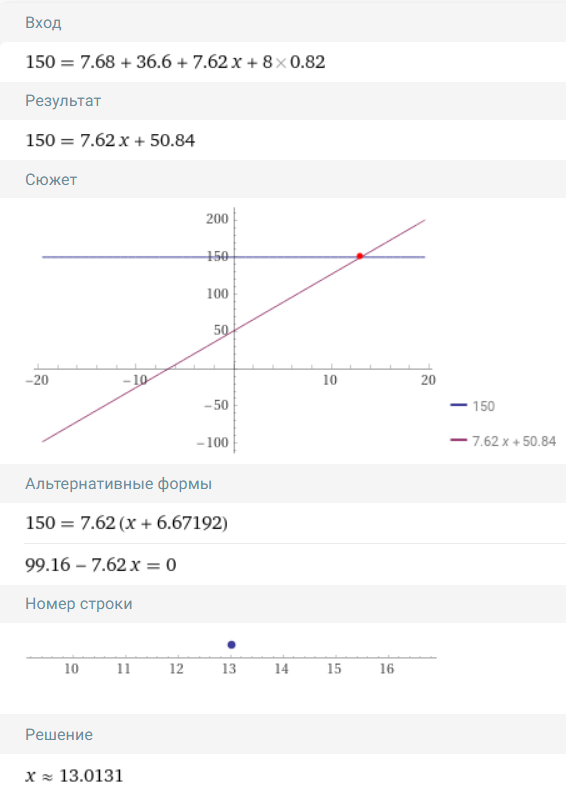 Вход
150 = 7.68 + 36.6 + 7.62 x + 8×0.82
Результат
150 = 7.62 x + 50.84
Сюжет
200
150
100
50
−20 −10 10 20
−50
−100
150
7.62 x + 50.84
Альтернативные формы
150 = 7.62 (x + 6.67192)
99.16 − 7.62 x = 0
Номер строки
10 11 12 13 14 15 16
Решение
x ≈ 13.0131